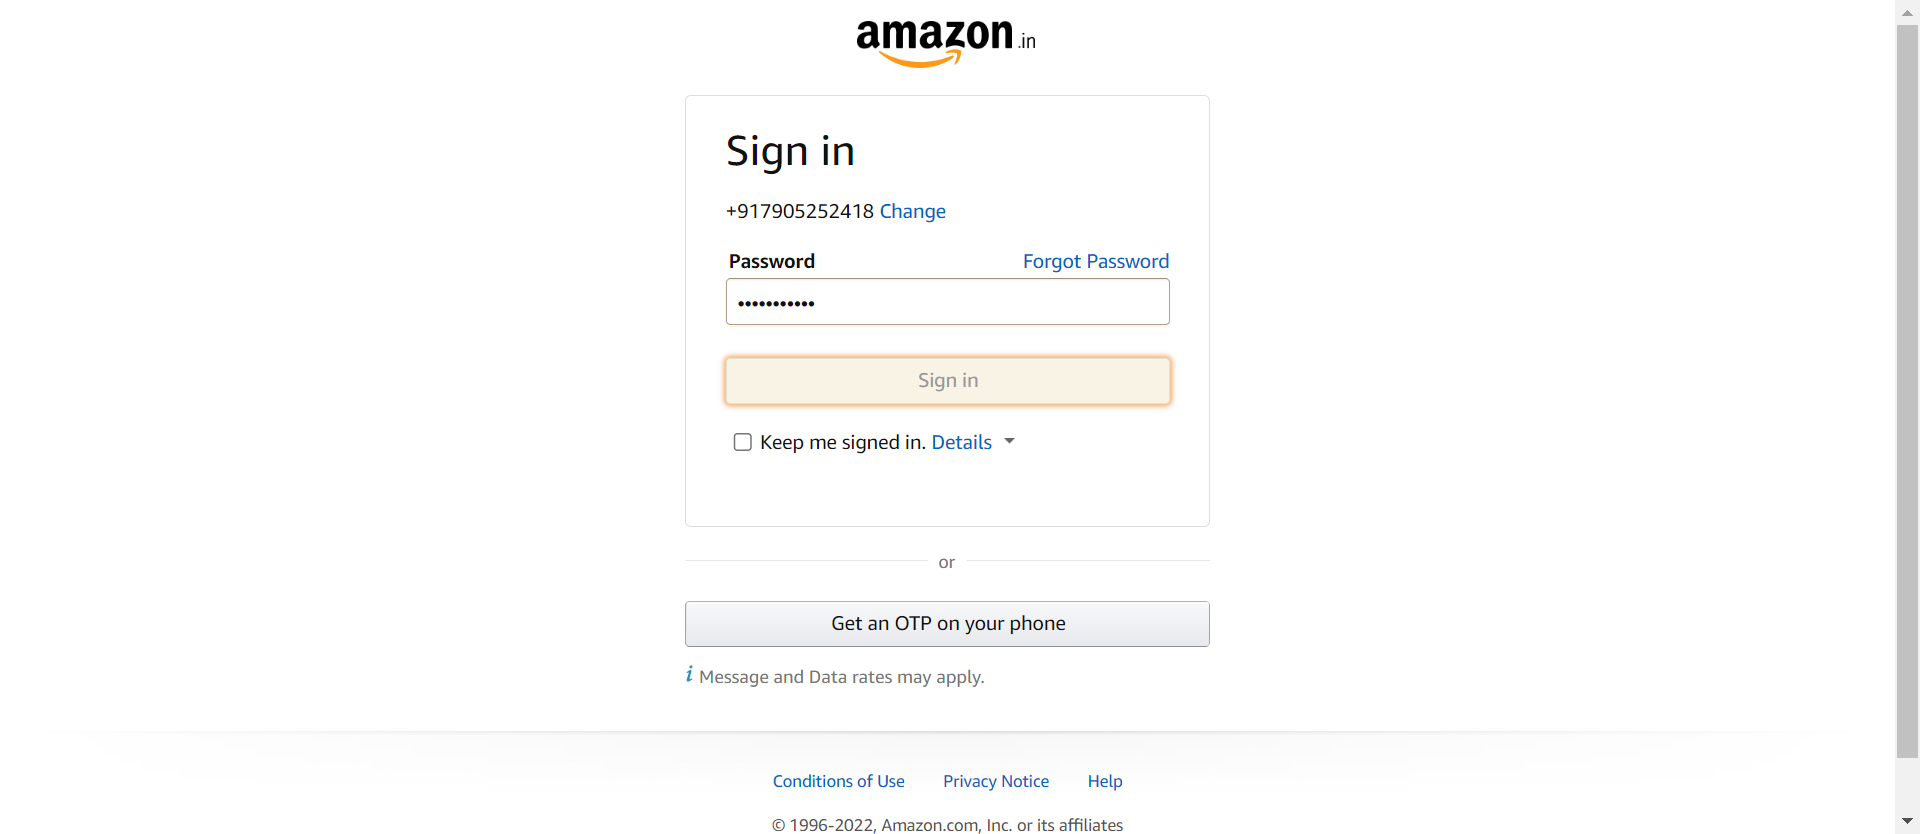 amazon.in
Sign in
+917905252418 Change
Password Forgot Password
•••••••••••
Sign in
Keep me signed in. Details
or
Get an OTP on your phone
i Message and Data rates may apply.
Conditions of Use Privacy Notice Help
© 1996-2022, Amazon.com, Inc. or its affiliates